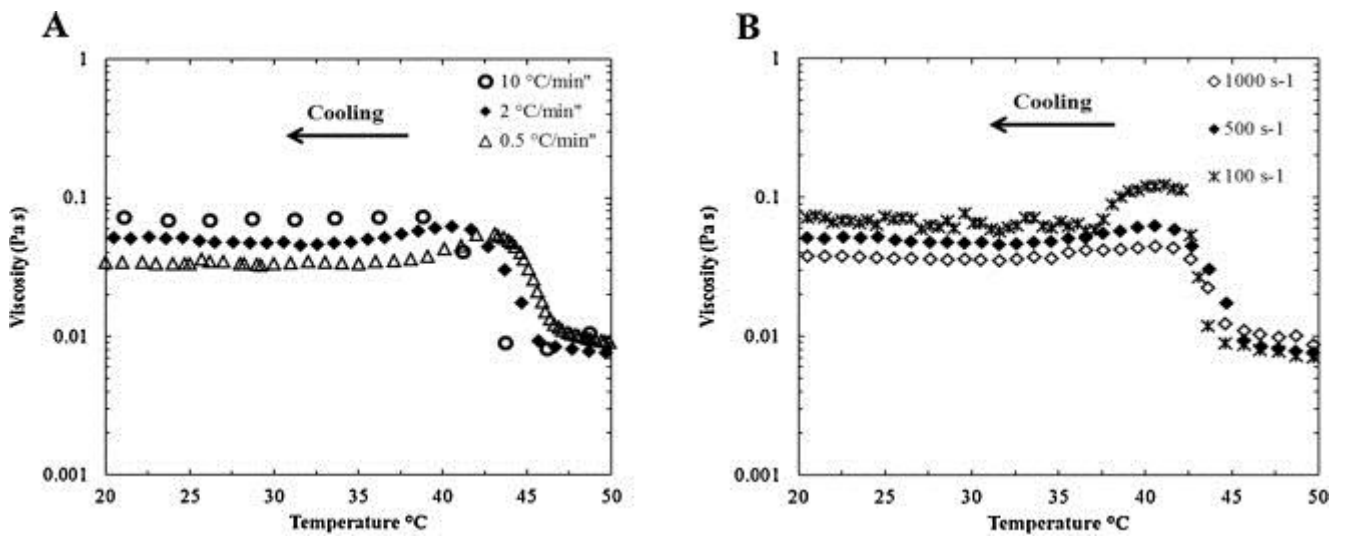 A
1
10 °C/min"
2 °C/min"
0.5 °C/min"
Cooling
0.1
0.01
0.001
Viscosity (Pa s)
20 25 30 35 40 45 50
Temperature °C
B
1
1000 s-1
500 s-1
100 s-1
Cooling
0.1
0.01
0.001
Viscosity (Pa s)
20 25 30 35 40 45 50
Temperature °C